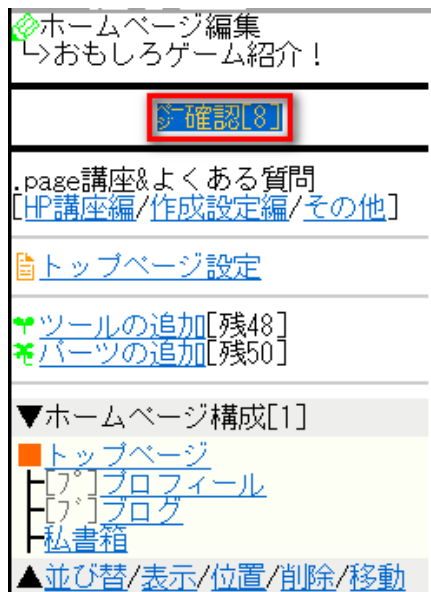 ホームページ編集
└>おもしろゲーム紹介！
ページ確認[8]
.page講座&よくある質問
[HP講座編/作成設定編/その他]
トップページ設定
ツールの追加[残48]
パーツの追加[残50]
▼ホームページ構成[1]
■トップページ
├[プ]プロフィール
├[ブ]ブログ
├私書箱
▲並び替/表示/位置/削除/移動